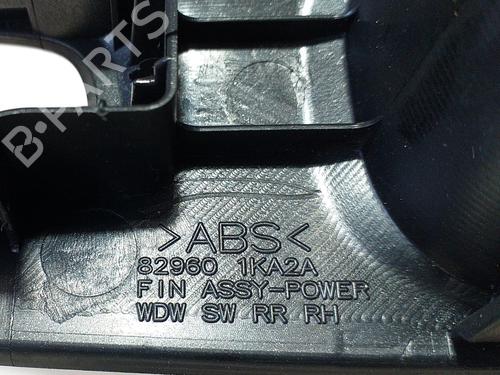 B-PARTS
>ABS<
82960 1KA2A
FIN ASSY-POWER
WDW SW RR RH